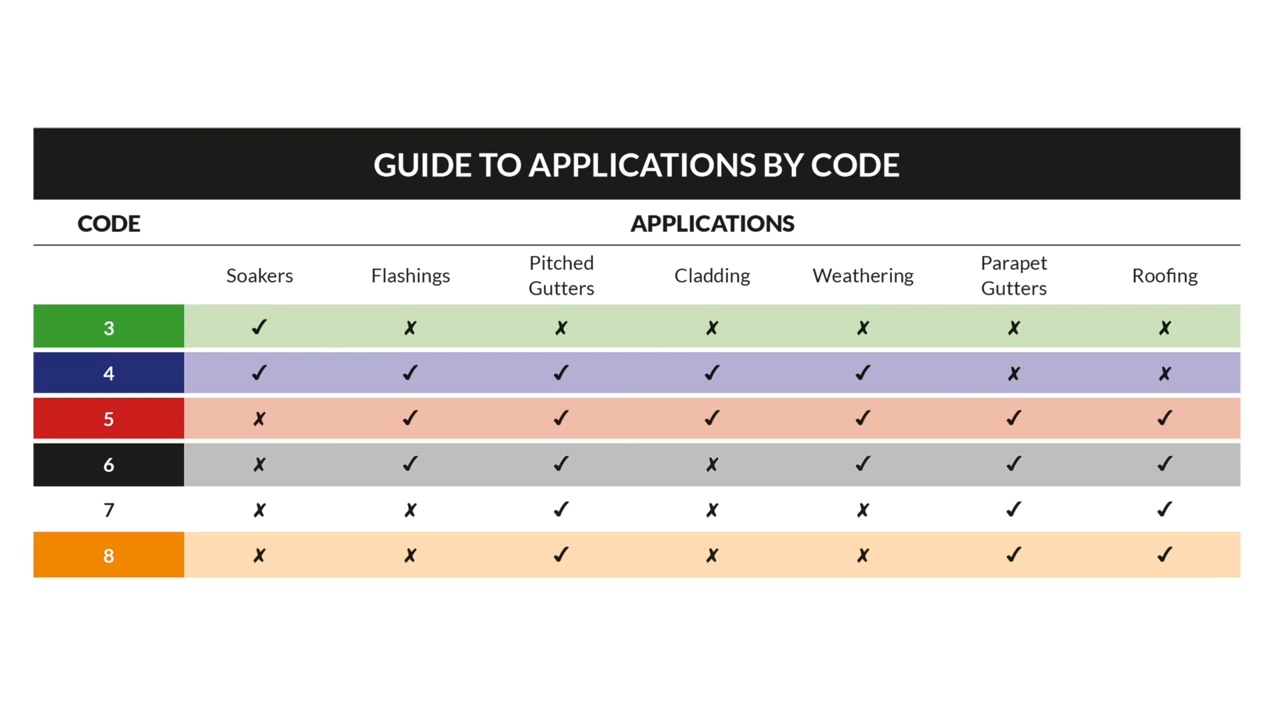 GUIDE TO APPLICATIONS BY CODE
CODE APPLICATIONS
Soakers Flashings Pitched Gutters Cladding Weathering Parapet Gutters Roofing
3 ✓ ✗ ✗ ✗ ✗ ✗ ✗
4 ✓ ✓ ✓ ✓ ✓ ✗ ✗
5 ✗ ✓ ✓ ✓ ✓ ✓ ✓
6 ✗ ✓ ✓ ✗ ✓ ✓ ✓
7 ✗ ✗ ✓ ✗ ✗ ✓ ✓
8 ✗ ✗ ✓ ✗ ✗ ✓ ✓